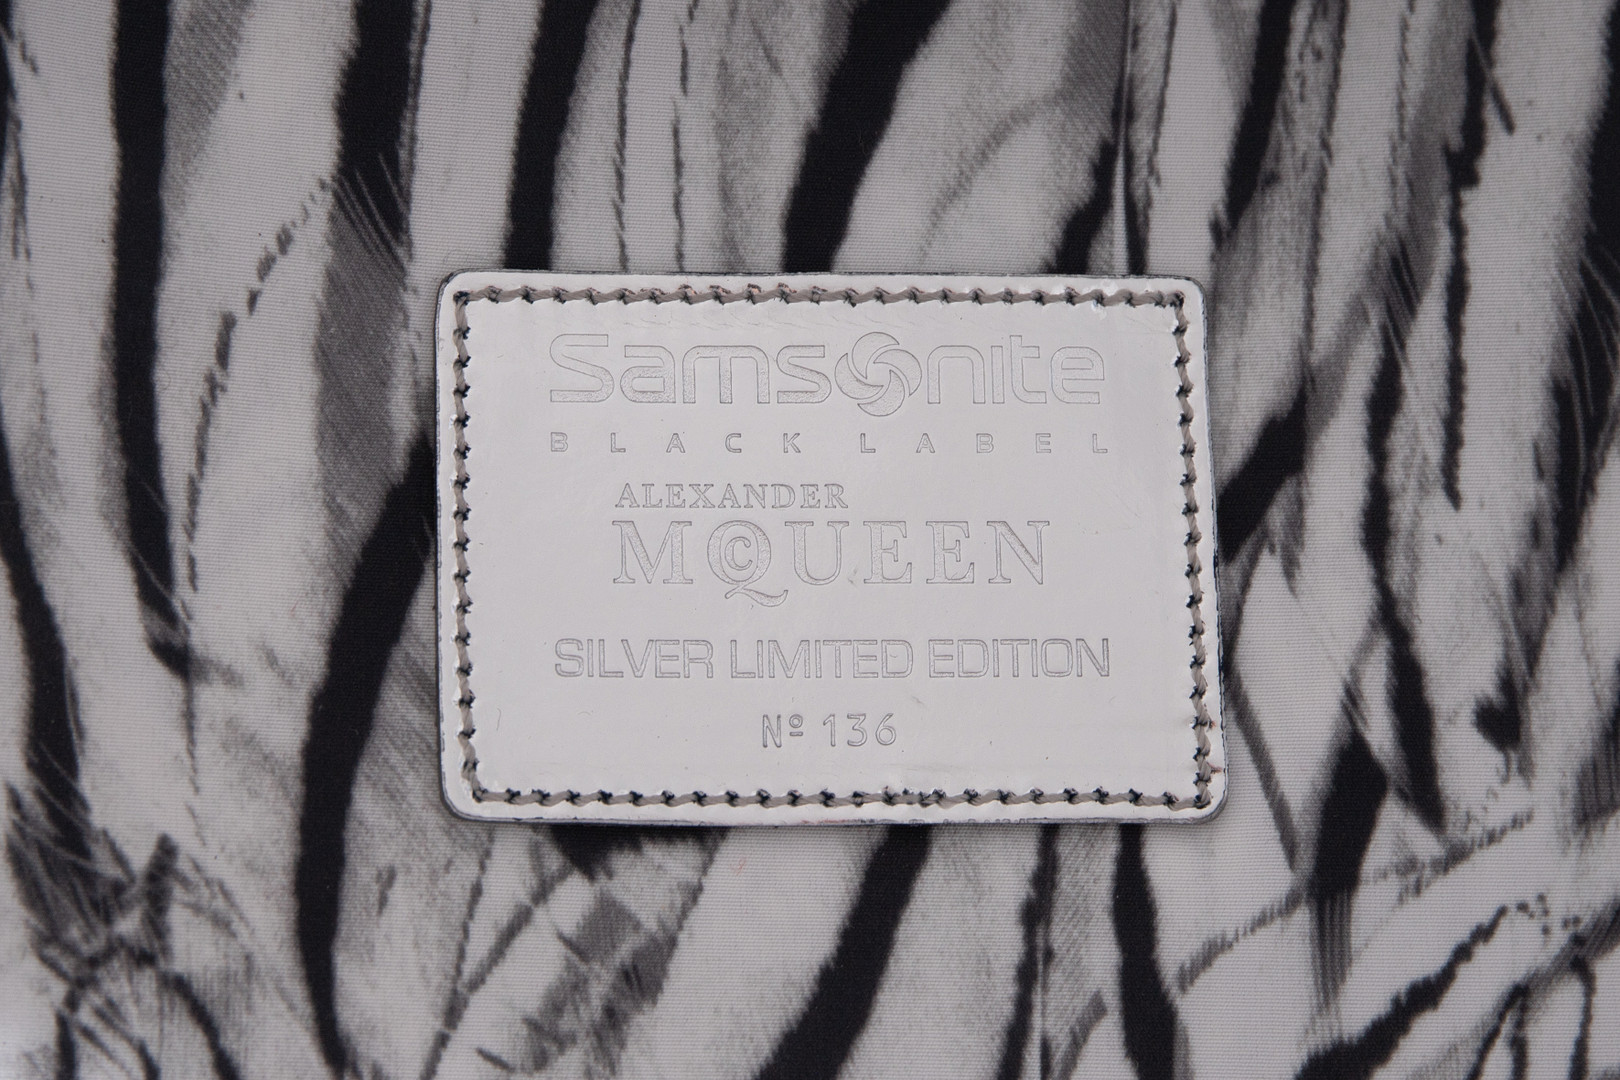 Samsonite
BLACK LABEL
ALEXANDER
McQUEEN
SILVER LIMITED EDITION
Nº 136